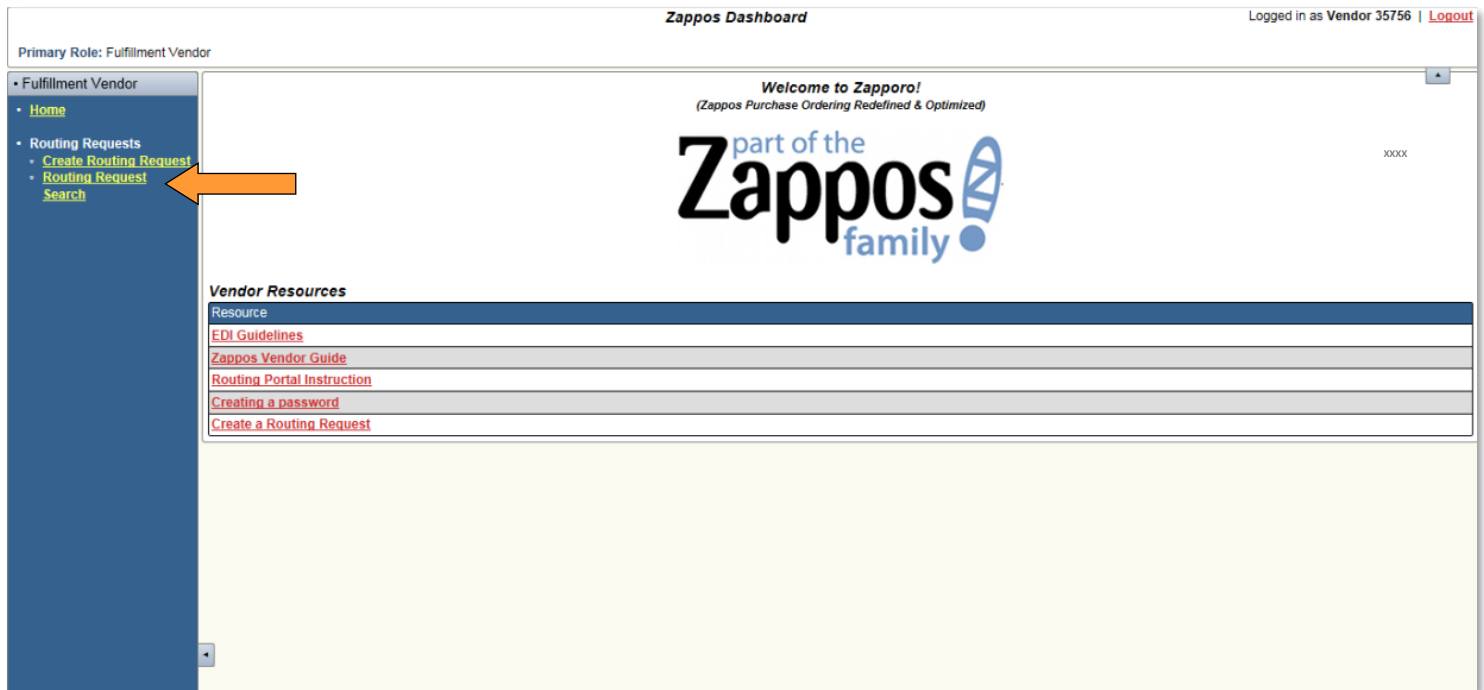 Zappos Dashboard
Logged in as Vendor 35756 | Logout
Primary Role: Fulfillment Vendor
• Fulfillment Vendor
• Home
• Routing Requests
Create Routing Request
Routing Request
Search
Welcome to Zapporo!
(Zappos Purchase Ordering Redefined & Optimized)
part of the
Zappos
family
xxxx
Vendor Resources
Resource
EDI Guidelines
Zappos Vendor Guide
Routing Portal Instruction
Creating a password
Create a Routing Request